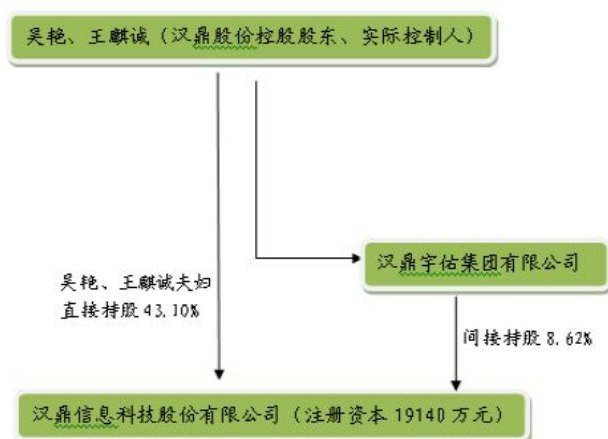 吴艳、王麒诚（汉鼎股份控股股东、实际控制人）
汉鼎宇佑集团有限公司
吴艳、王麒诚夫妇
直接持股 43.10%
间接持股 8.62%
汉鼎信息科技股份有限公司（注册资本 19140 万元）